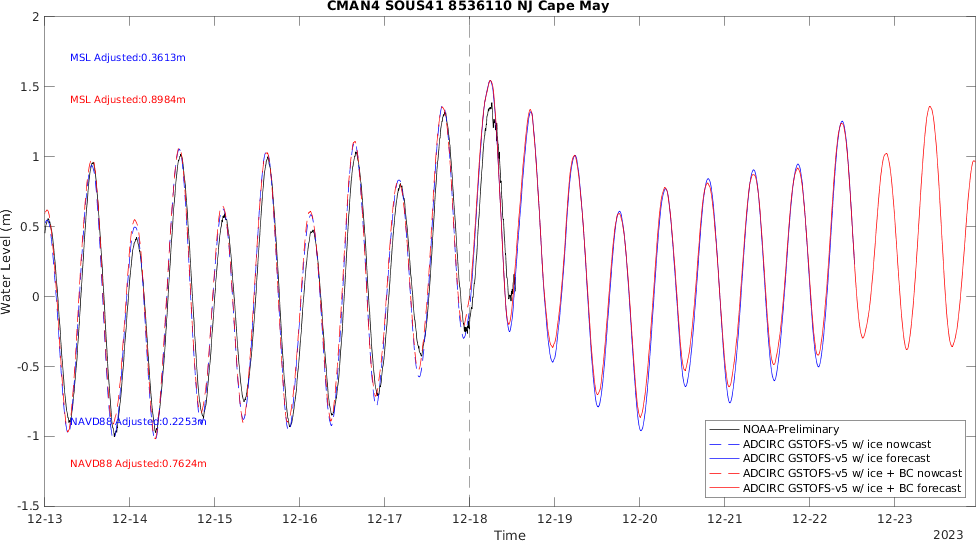 CMAN4 SOUS41 8536110 NJ Cape May
2
1.5
1
0.5
0
-0.5
-1
-1.5
Water Level (m)
MSL Adjusted:0.3613m
MSL Adjusted:0.8984m
NAVD88 Adjusted:0.2253m
NAVD88 Adjusted:0.7624m
NOAA-Preliminary
ADCIRC GSTOFS-v5 w/ ice nowcast
ADCIRC GSTOFS-v5 w/ ice forecast
ADCIRC GSTOFS-v5 w/ ice + BC nowcast
ADCIRC GSTOFS-v5 w/ ice + BC forecast
12-13 12-14 12-15 12-16 12-17 12-18 12-19 12-20 12-21 12-22 12-23
Time
2023